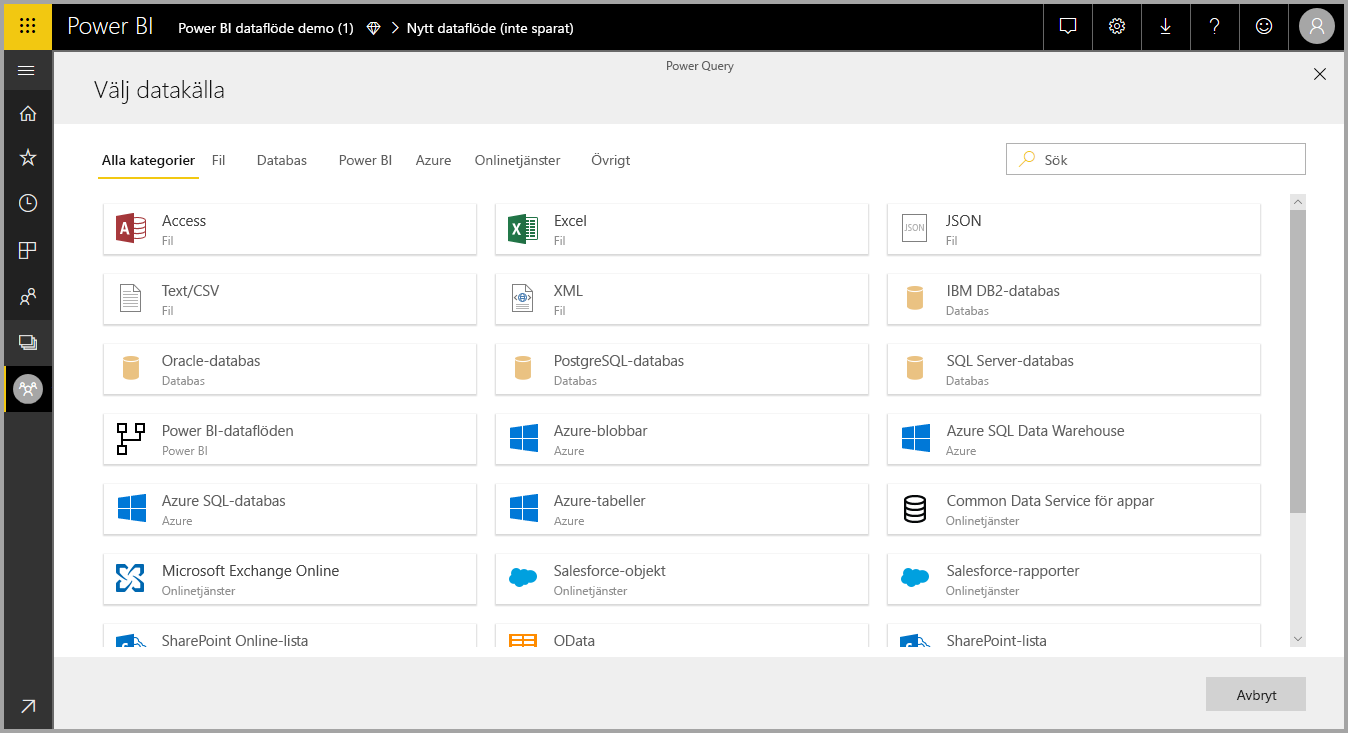 Power BI
Power BI dataflöde demo (1) > Nytt dataflöde (inte sparat)
Power Query
Välj datakälla
Alla kategorier Fil Databas Power BI Azure Onlinetjänster Övrigt
Sök
Access Excel JSON
Fil Fil Fil
JSON
Text/CSV XML IBM DB2-databas
Fil Fil Databas
Oracle-databas PostgreSQL-databas SQL Server-databas
Databas Databas Databas
Power BI-dataflöden Azure-blobbar Azure SQL Data Warehouse
Power BI Azure Azure
Azure SQL-databas Azure-tabeller Common Data Service för appar
Azure Azure Onlinetjänster
Microsoft Exchange Online Salesforce-objekt Salesforce-rapporter
Onlinetjänster Onlinetjänster Onlinetjänster
SharePoint Online-lista OData SharePoint-lista
Avbryt